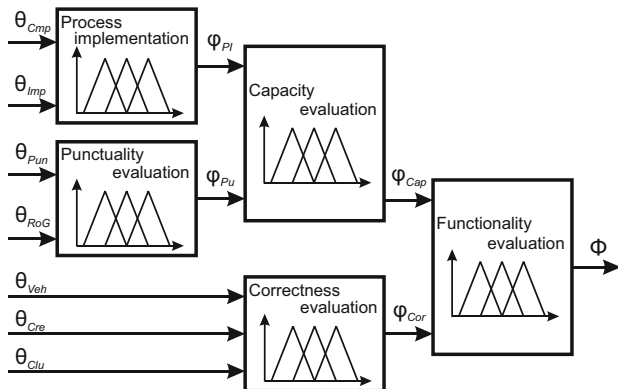 θCmp
θImp
Process
implementation
φPI
θPun
θRoG
Punctuality
evaluation
φPu
Capacity
evaluation
φCap
θVeh
θCre
θClu
Correctness
evaluation
φCor
Functionality
evaluation
Φ